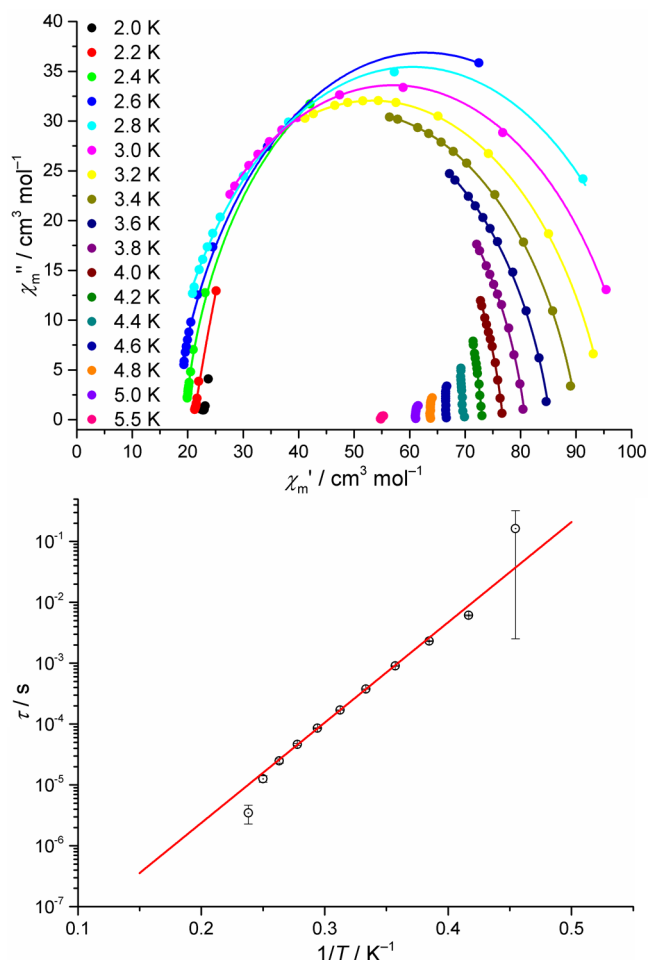 40
35
30
25
20
15
10
5
0
χm'' / cm³ mol⁻¹
2.0 K
2.2 K
2.4 K
2.6 K
2.8 K
3.0 K
3.2 K
3.4 K
3.6 K
3.8 K
4.0 K
4.2 K
4.4 K
4.6 K
4.8 K
5.0 K
5.5 K
0 10 20 30 40 50 60 70 80 90 100
χm' / cm³ mol⁻¹
10⁻¹
10⁻²
10⁻³
10⁻⁴
10⁻⁵
10⁻⁶
10⁻⁷
τ / s
0.1 0.2 0.3 0.4 0.5
1/T / K⁻¹